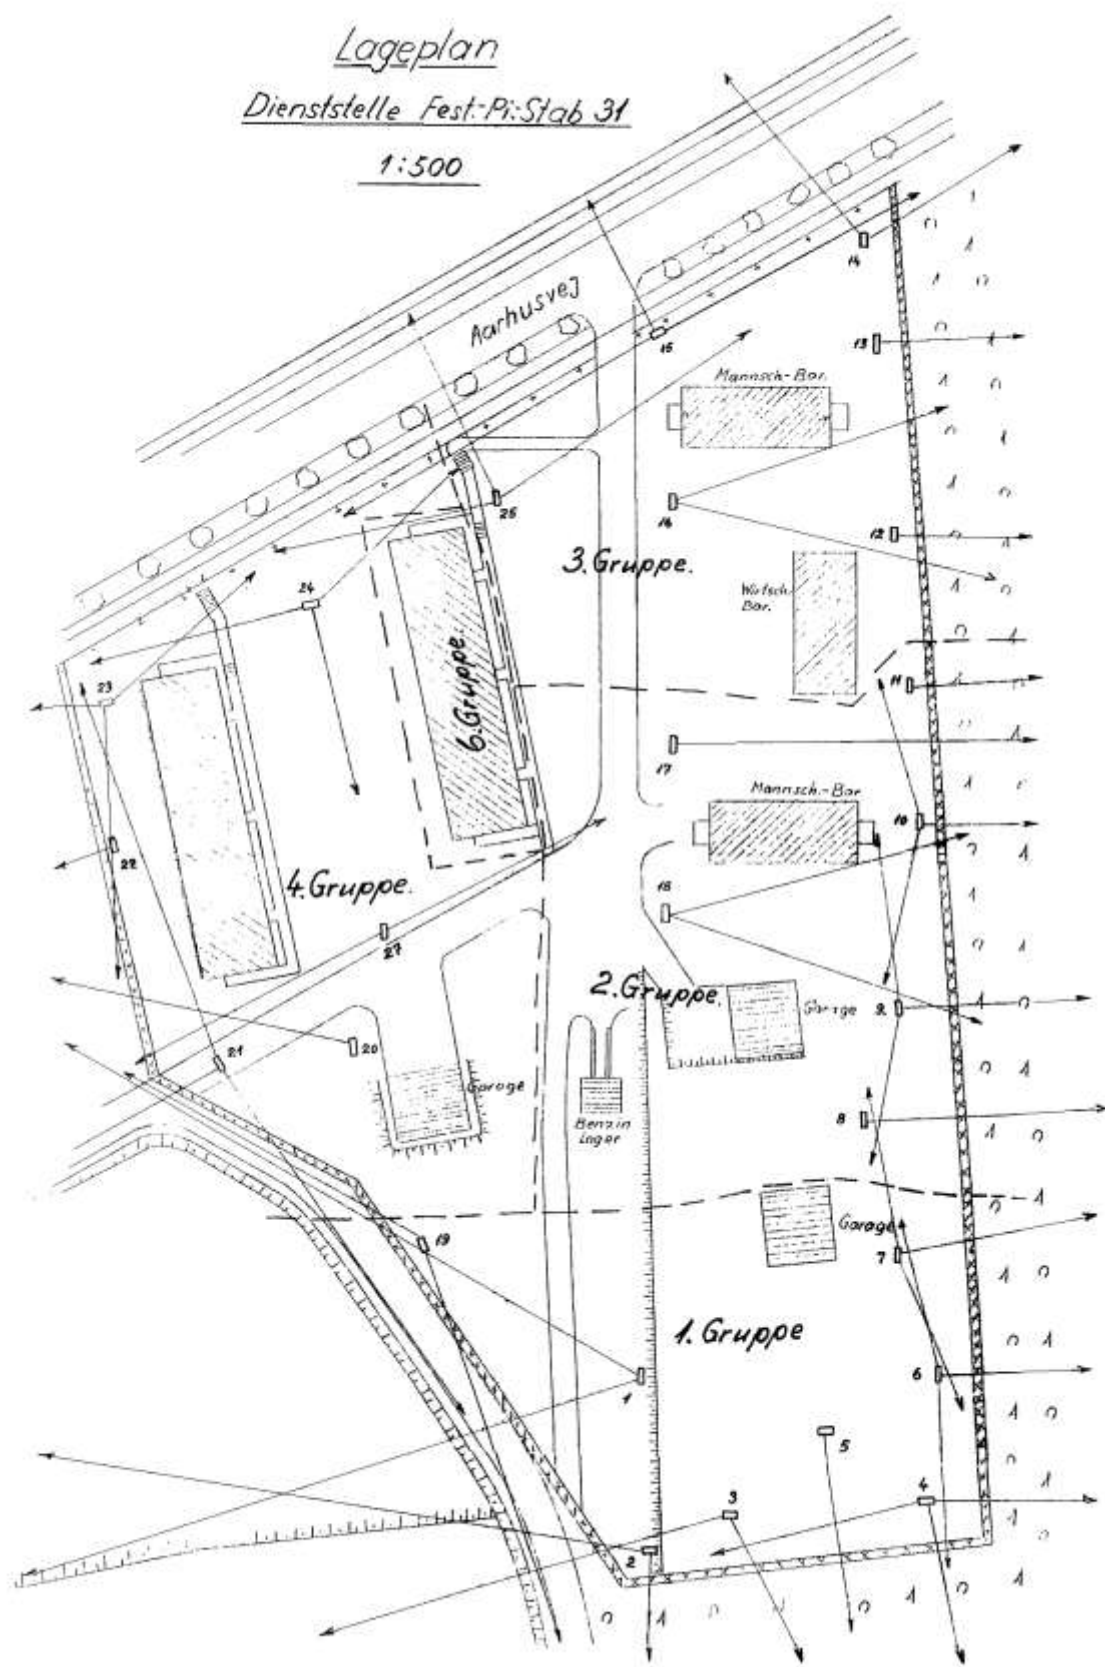 Lageplan
Dienststelle Fest.-Pi.-Stab 31
1:500
Aarhusvej
14
15
13
Mannsch-Bar.
25
16
12
3. Gruppe.
24
Wirtsch.
Bar.
6. Gruppe.
23
11
17
Mannsch.-Bar
10
22
4. Gruppe.
18
27
2. Gruppe.
Garage
9
21
20
Garage
Benzin
Lager
8
Garage
7
19
1. Gruppe
1
6
5
3
4
2